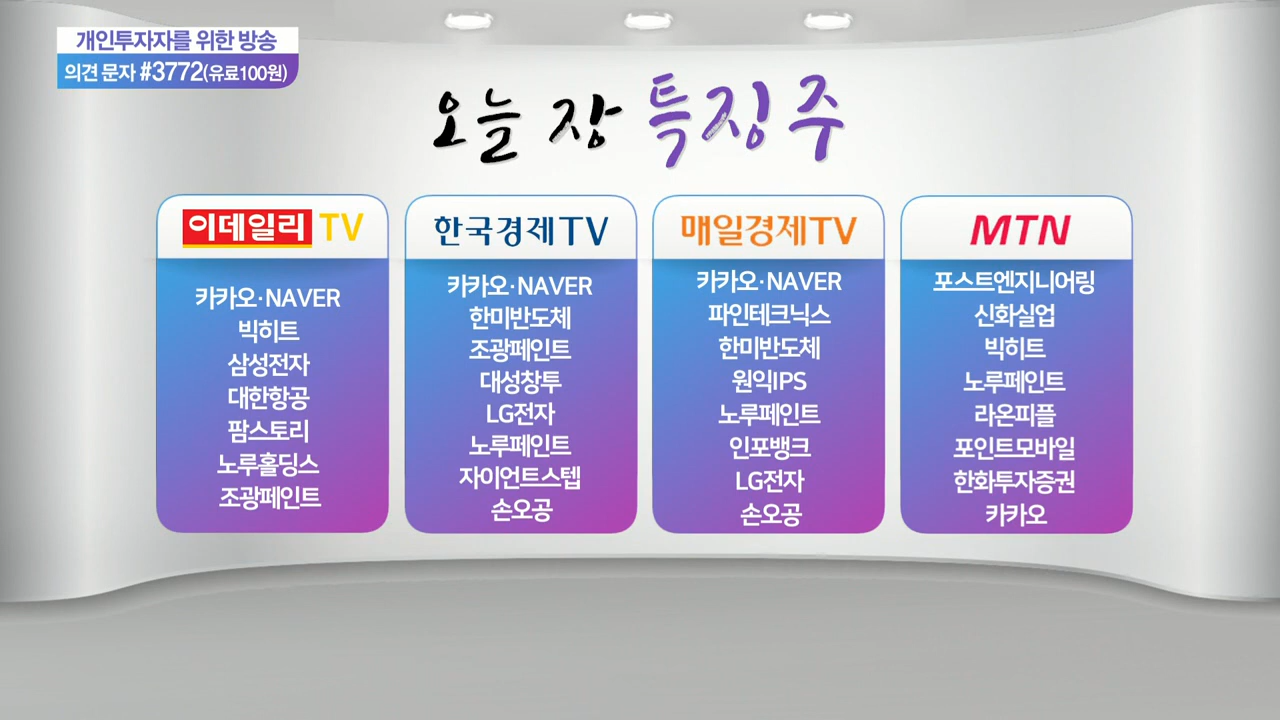 개인투자자를 위한 방송
의견 문자 #3772(유료100원)
오늘 장 특징주
이데일리 TV
카카오·NAVER
빅히트
삼성전자
대한항공
팜스토리
노루홀딩스
조광페인트
한국경제TV
카카오·NAVER
한미반도체
조광페인트
대성창투
LG전자
노루페인트
자이언트스텝
손오공
매일경제TV
카카오·NAVER
파인테크닉스
한미반도체
원익IPS
노루페인트
인포뱅크
LG전자
손오공
MTN
포스트엔지니어링
신화실업
빅히트
노루페인트
라온피플
포인트모바일
한화투자증권
카카오